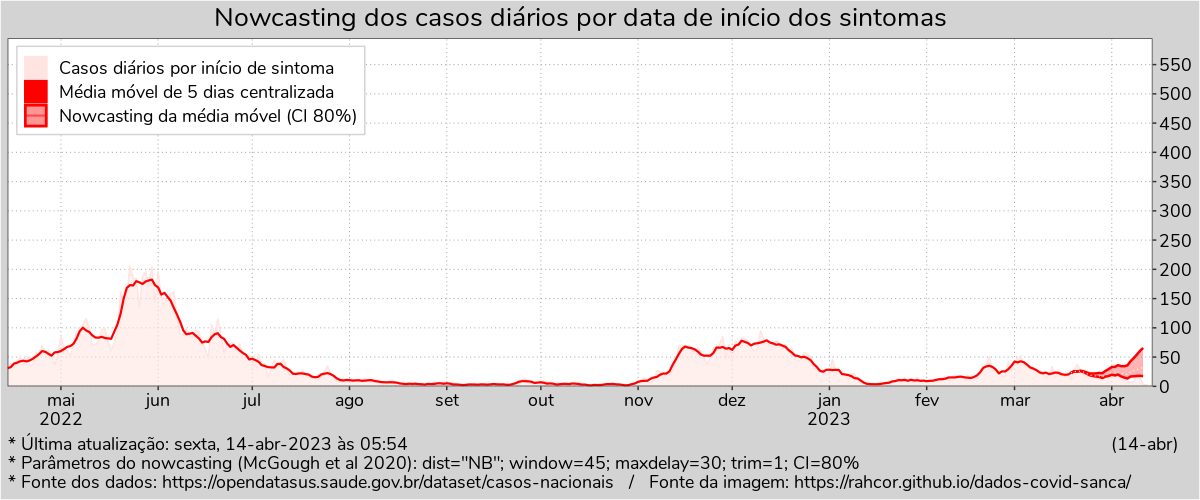 Nowcasting dos casos diários por data de início dos sintomas
Casos diários por início de sintoma
Média móvel de 5 dias centralizada
Nowcasting da média móvel (CI 80%)
550
500
450
400
350
300
250
200
150
100
50
0
mai jun jul ago set out nov dez jan fev mar abr
2022 2023
* Última atualização: sexta, 14-abr-2023 às 05:54 (14-abr)
* Parâmetros do nowcasting (McGough et al 2020): dist="NB"; window=45; maxdelay=30; trim=1; CI=80%
* Fonte dos dados: https://opendatasus.saude.gov.br/dataset/casos-nacionais / Fonte da imagem: https://rahcor.github.io/dados-covid-sanca/